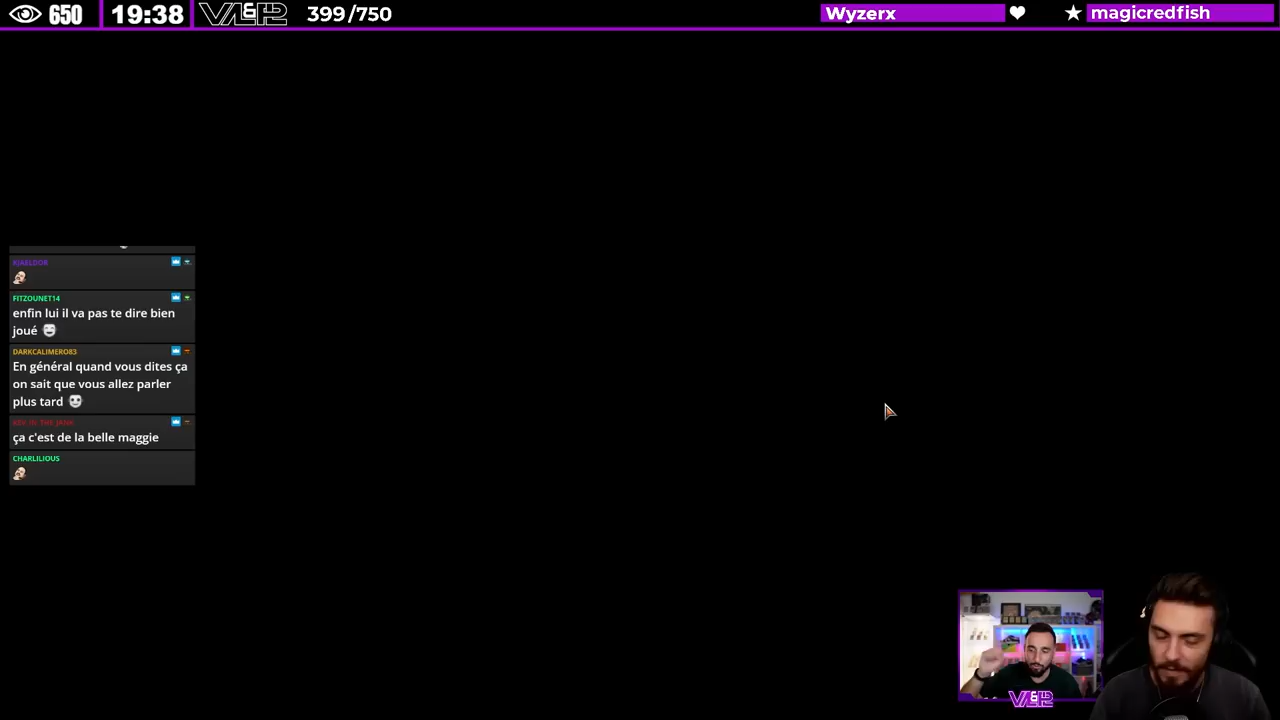 650
19:38
399/750
Wyzerx
magicredfish
KIAELDOR
FITZOUNET14
enfin lui il va pas te dire bien
joué
DARKCALIMERO83
En général quand vous dites ça
on sait que vous allez parler
plus tard
ça c'est de la belle maggie
CHARLILIOUS